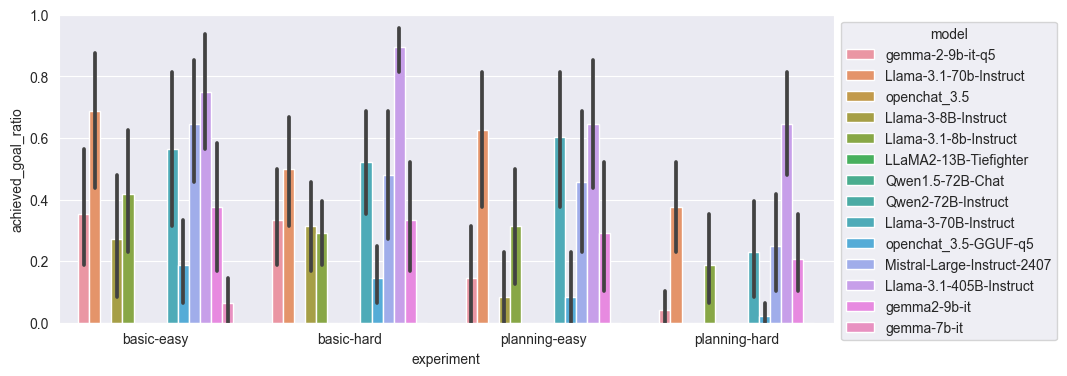 1.0
0.8
0.6
0.4
0.2
0.0
achieved_goal_ratio
basic-easy
basic-hard
planning-easy
planning-hard
experiment
model
gemma-2-9b-it-q5
Llama-3.1-70b-Instruct
openchat_3.5
Llama-3-8B-Instruct
Llama-3.1-8b-Instruct
LLaMA2-13B-Tiefighter
Qwen1.5-72B-Chat
Qwen2-72B-Instruct
Llama-3-70B-Instruct
openchat_3.5-GGUF-q5
Mistral-Large-Instruct-2407
Llama-3.1-405B-Instruct
gemma2-9b-it
gemma-7b-it